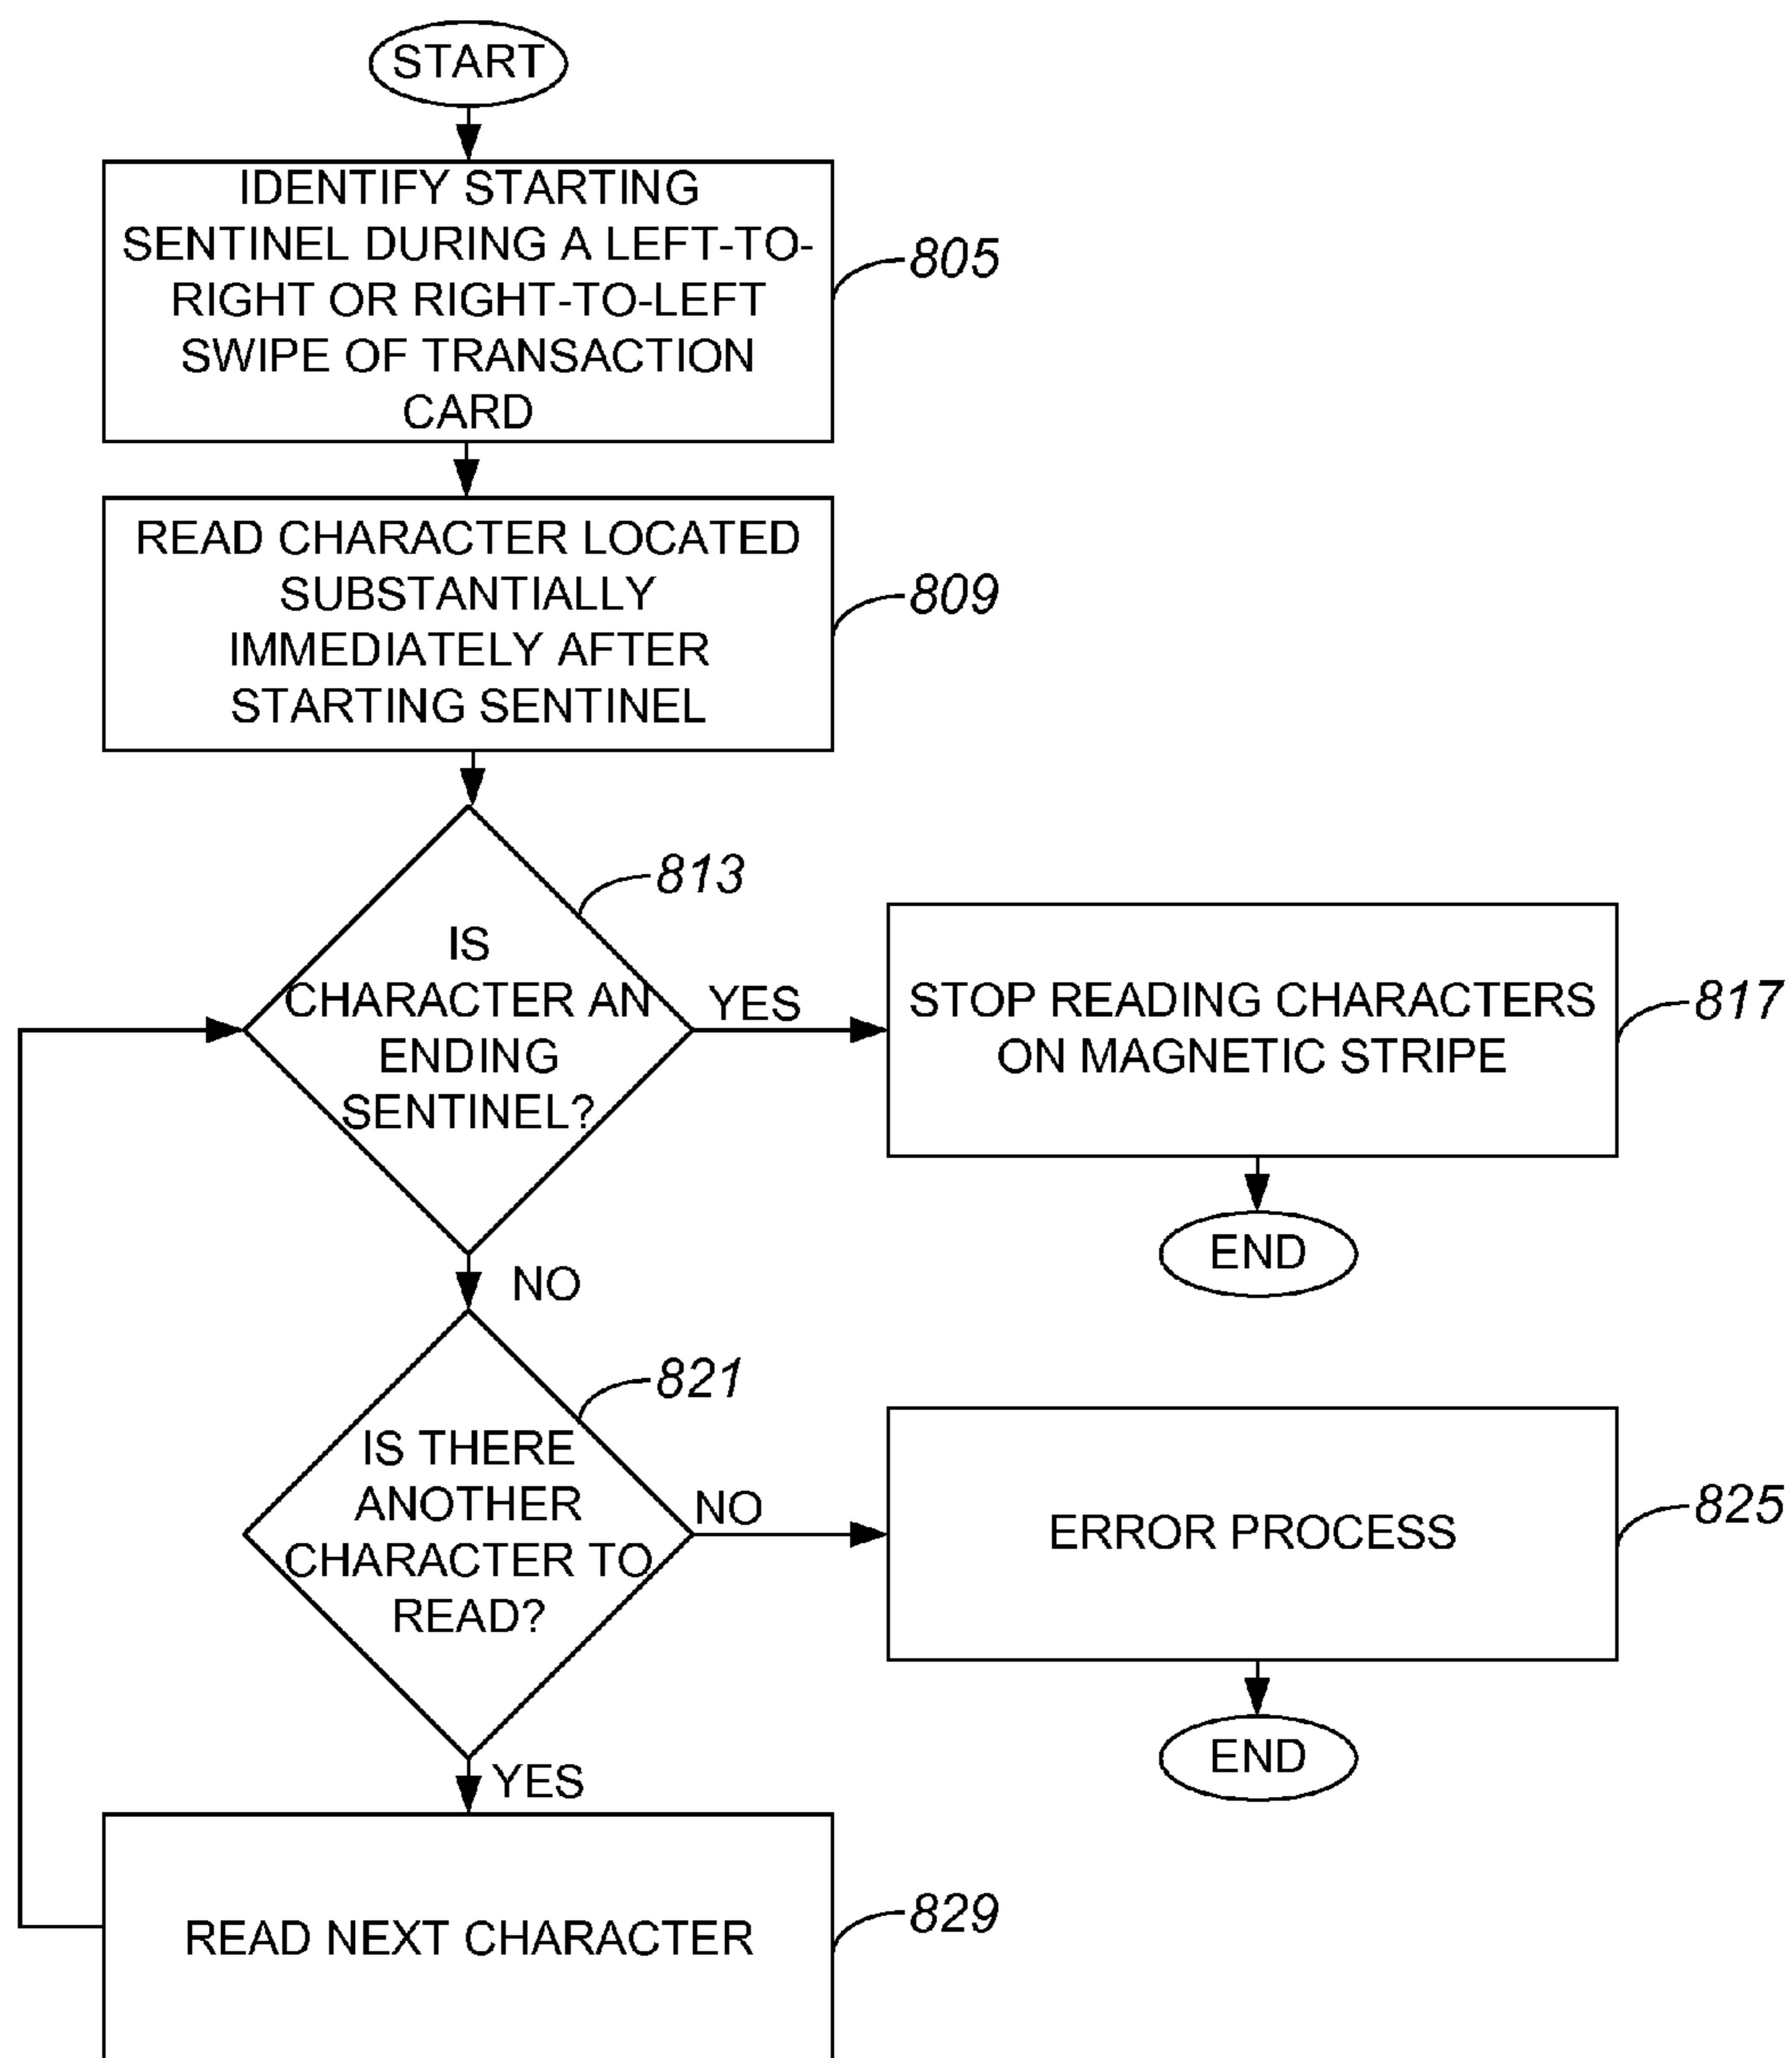 START
IDENTIFY STARTING
SENTINEL DURING A LEFT-TO-
RIGHT OR RIGHT-TO-LEFT
SWIPE OF TRANSACTION
CARD
805
READ CHARACTER LOCATED
SUBSTANTIALLY
IMMEDIATELY AFTER
STARTING SENTINEL
809
IS
CHARACTER AN
ENDING
SENTINEL?
813
YES
STOP READING CHARACTERS
ON MAGNETIC STRIPE
817
END
NO
IS THERE
ANOTHER
CHARACTER TO
READ?
821
NO
ERROR PROCESS
825
END
YES
READ NEXT CHARACTER
829